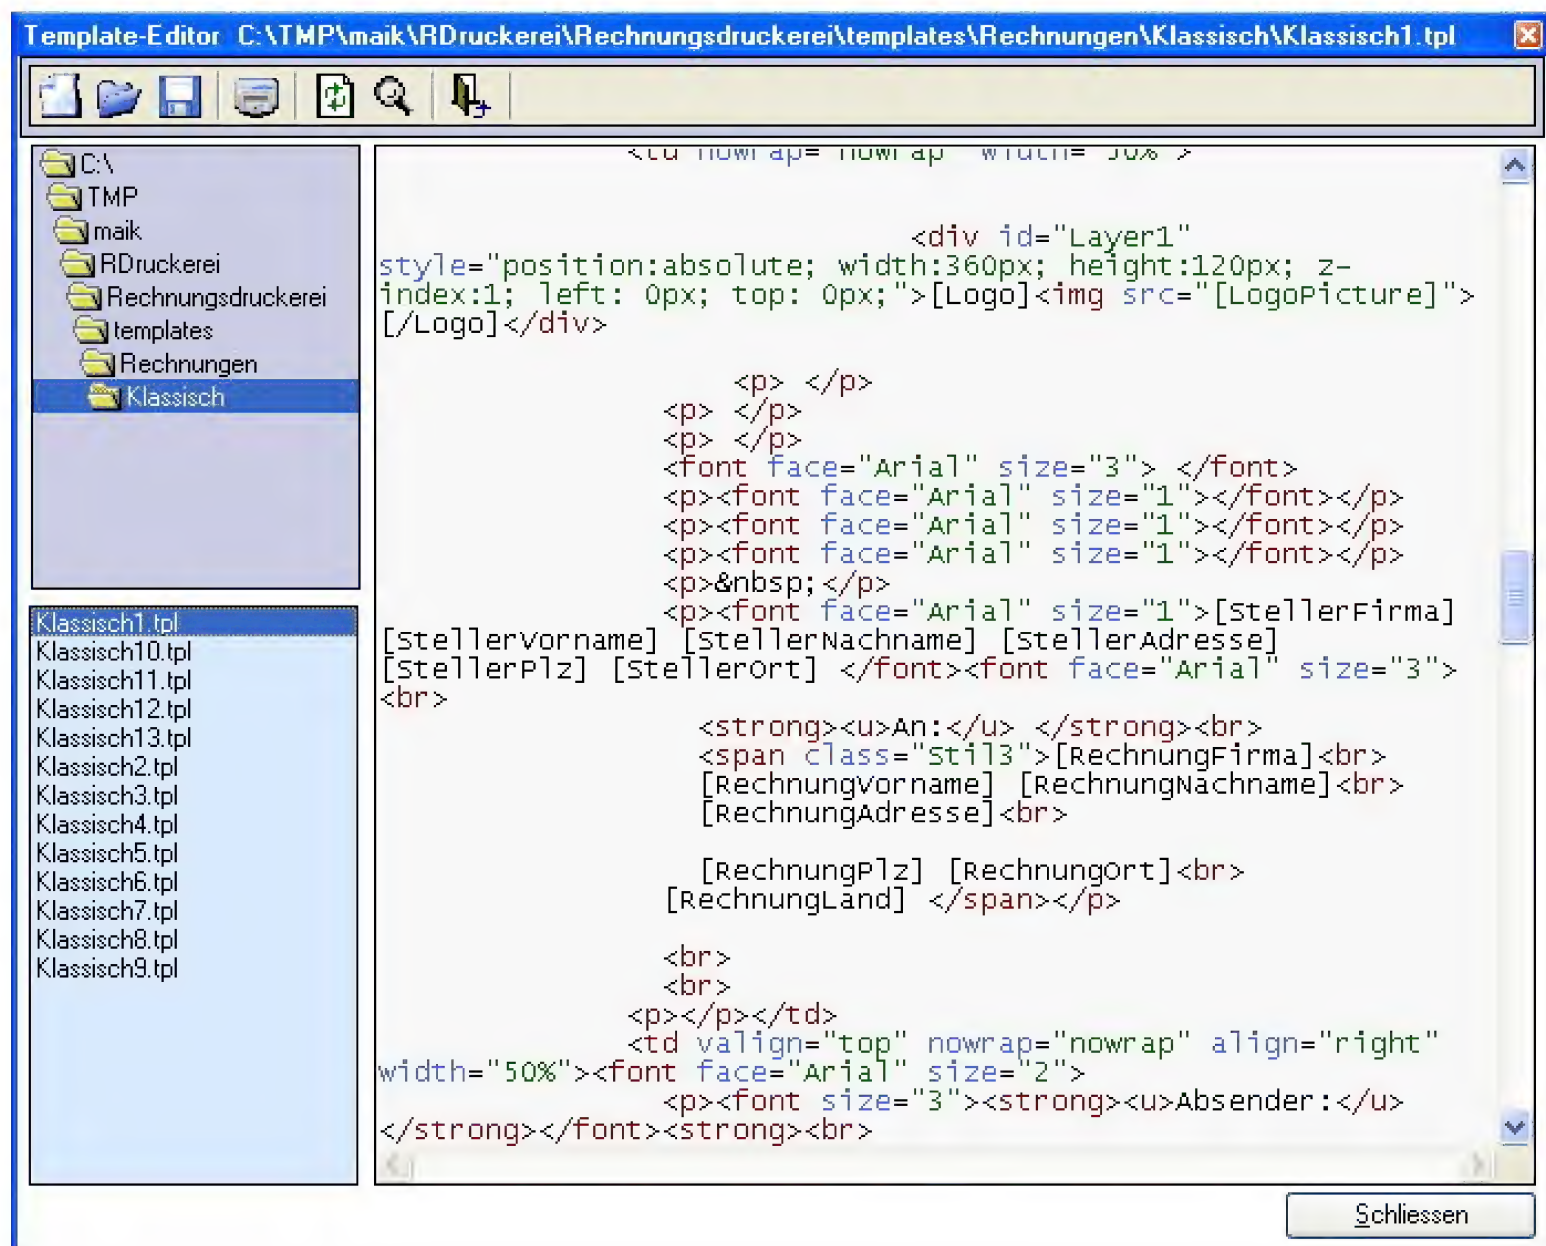 Template-Editor C:\TMP\maik\RDruckerei\Rechnungsdruckerei\templates\Rechnungen\Klassisch\Klassisch1.tpl
C:\
TMP
maik
RDruckerei
Rechnungsdruckerei
templates
Rechnungen
Klassisch
Klassisch1.tpl
Klassisch10.tpl
Klassisch11.tpl
Klassisch12.tpl
Klassisch13.tpl
Klassisch2.tpl
Klassisch3.tpl
Klassisch4.tpl
Klassisch5.tpl
Klassisch6.tpl
Klassisch7.tpl
Klassisch8.tpl
Klassisch9.tpl
<td nowrap="nowrap" width="50%">
<div id="Layer1"
style="position:absolute; width:360px; height:120px; z-
index:1; left: 0px; top: 0px;">[Logo]<img src="[LogoPicture]">
[/Logo]</div>
<p> </p>
<p> </p>
<p> </p>
<font face="Arial" size="3"> </font>
<p><font face="Arial" size="1"></font></p>
<p><font face="Arial" size="1"></font></p>
<p><font face="Arial" size="1"></font></p>
<p>&nbsp;</p>
<p><font face="Arial" size="1">[StellerFirma]
[StellerVorname] [StellerNachname] [StellerAdresse]
[StellerPlz] [StellerOrt] </font><font face="Arial" size="3">
<br>
<strong><u>An:</u> </strong><br>
<span class="Stil3">[RechnungFirma]<br>
[RechnungVorname] [RechnungNachname]<br>
[RechnungAdresse]<br>
[RechnungPlz] [RechnungOrt]<br>
[RechnungLand] </span></p>
<br>
<br>
<p></p></td>
<td valign="top" nowrap="nowrap" align="right"
width="50%"><font face="Arial" size="2">
<p><font size="3"><strong><u>Absender:</u>
</strong></font><strong><br>
Schliessen